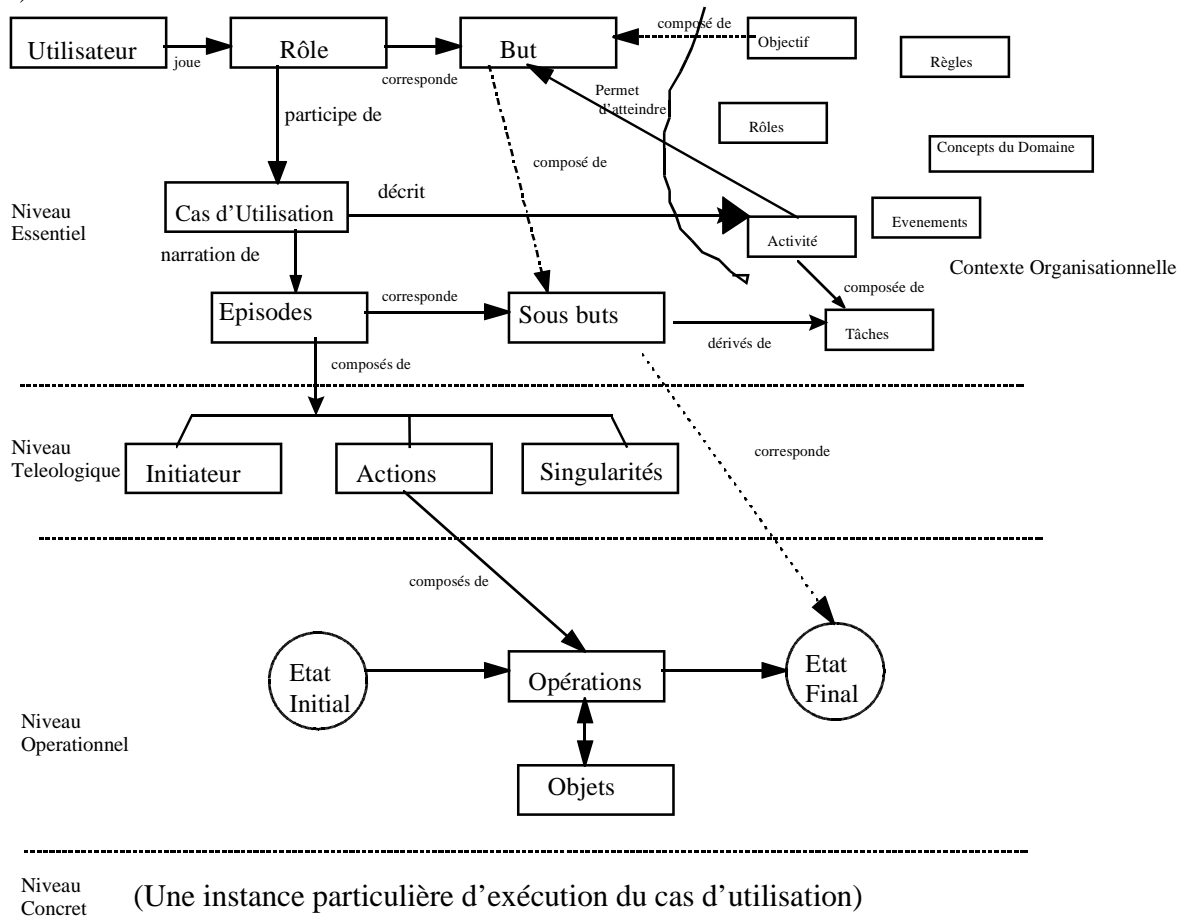 composé de
Utilisateur
Rôle
But
Objectif
Règles
joue
corresponde
Permet
d'atteindre
participe de
Rôles
composé de
Concepts du Domaine
Niveau
Essentiel
Cas d'Utilisation
décrit
Activité
Evenements
narration de
Contexte Organisationnelle
composée de
Episodes
corresponde
Sous buts
dérivés de
Tâches
composés de
Niveau
Teleologique
Initiateur
Actions
Singularités
corresponde
composés de
Etat
Initial
Opérations
Etat
Final
Niveau
Operationnel
Objets
Niveau
Concret
(Une instance particulière d'exécution du cas d'utilisation)